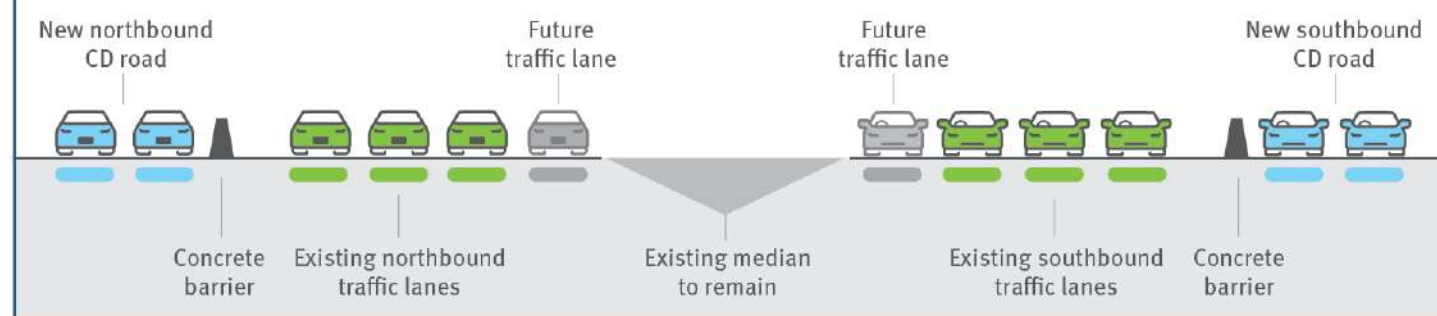 New northbound
CD road
Future
traffic lane
Future
traffic lane
New southbound
CD road
Concrete
barrier
Existing northbound
traffic lanes
Existing median
to remain
Existing southbound
traffic lanes
Concrete
barrier